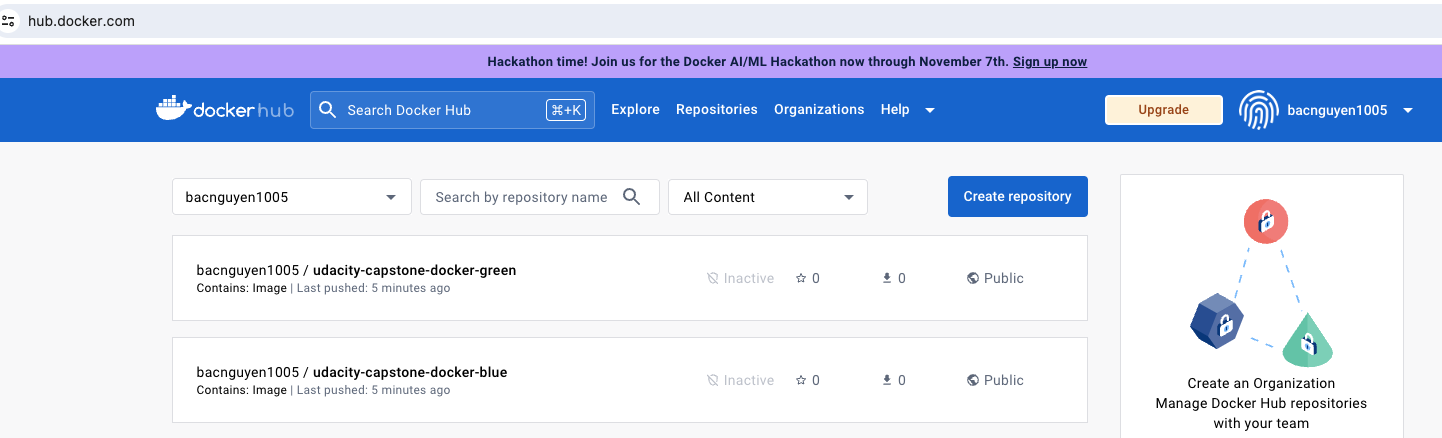 hub.docker.com
Hackathon time! Join us for the Docker AI/ML Hackathon now through November 7th. Sign up now
dockerhub Search Docker Hub ⌘+K Explore Repositories Organizations Help Upgrade bacnguyen1005
bacnguyen1005 Search by repository name All Content Create repository
bacnguyen1005 / udacity-capstone-docker-green
Contains: Image | Last pushed: 5 minutes ago
Inactive 0 0 Public
bacnguyen1005 / udacity-capstone-docker-blue
Contains: Image | Last pushed: 5 minutes ago
Inactive 0 0 Public
Create an Organization
Manage Docker Hub repositories
with your team